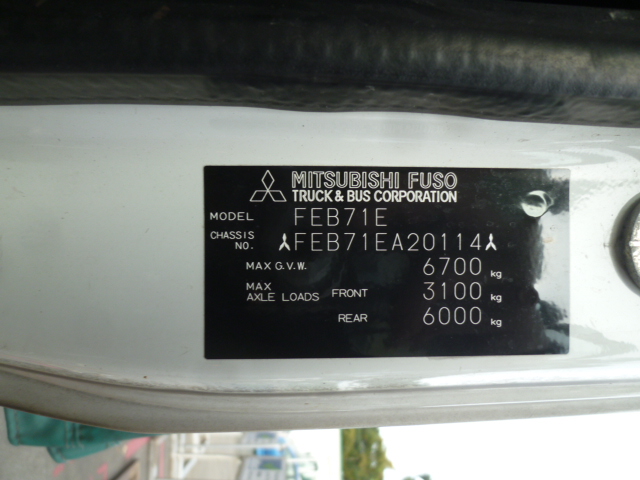 MITSUBISHI FUSO
TRUCK & BUS CORPORATION
MODEL FEB71E
CHASSIS NO. FEB71EA20114
MAX G.V.W. 6700 kg
MAX AXLE LOADS FRONT 3100 kg
REAR 6000 kg